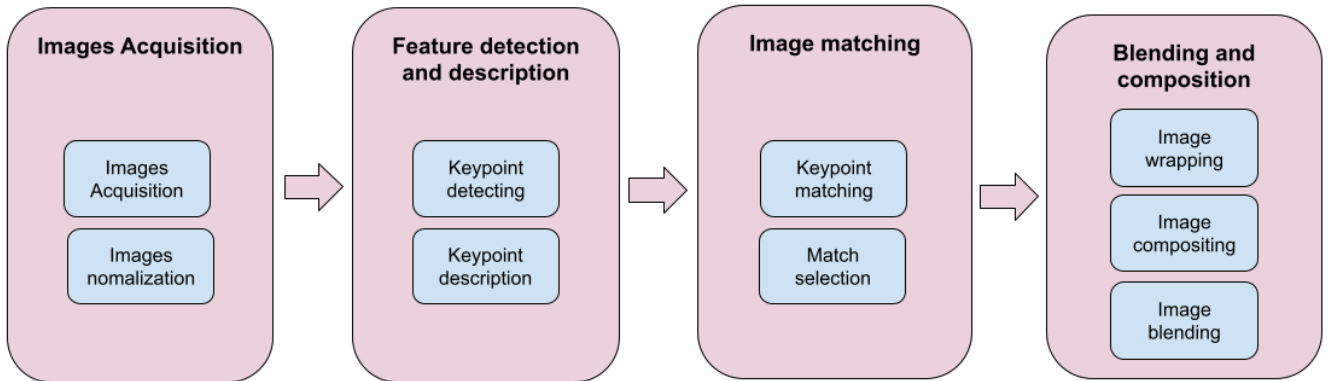 Images Acquisition
Images
Acquisition
Images
nomalization
Feature detection
and description
Keypoint
detecting
Keypoint
description
Image matching
Keypoint
matching
Match
selection
Blending and
composition
Image
wrapping
Image
compositing
Image
blending